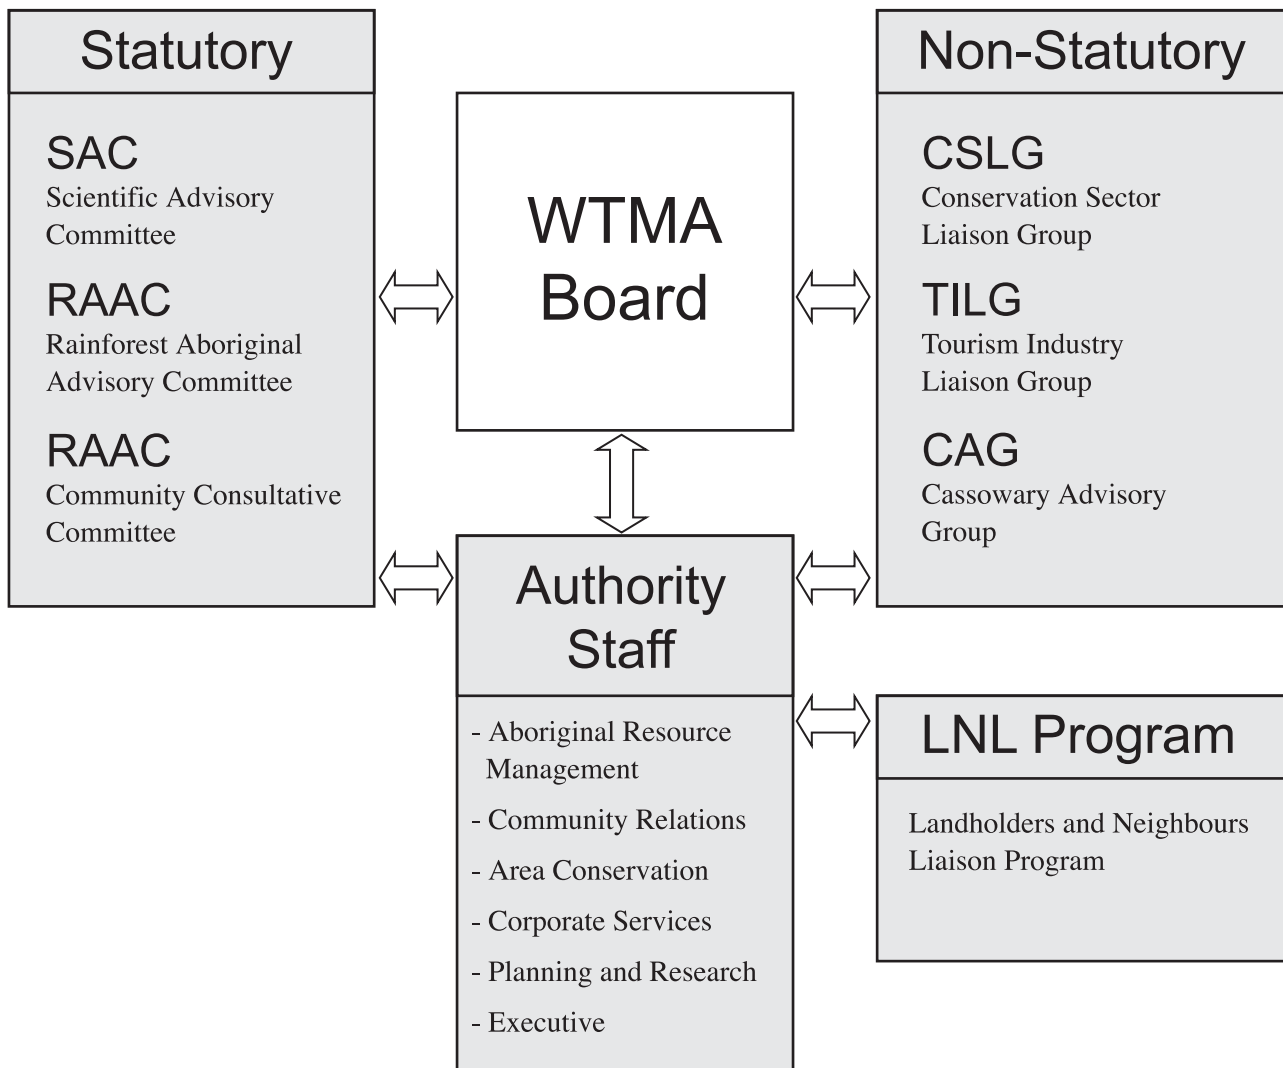 Statutory
SAC
Scientific Advisory
Committee
RAAC
Rainforest Aboriginal
Advisory Committee
RAAC
Community Consultative
Committee
WTMA
Board
Non-Statutory
CSLG
Conservation Sector
Liaison Group
TILG
Tourism Industry
Liaison Group
CAG
Cassowary Advisory
Group
Authority
Staff
- Aboriginal Resource
Management
- Community Relations
- Area Conservation
- Corporate Services
- Planning and Research
- Executive
LNL Program
Landholders and Neighbours
Liaison Program